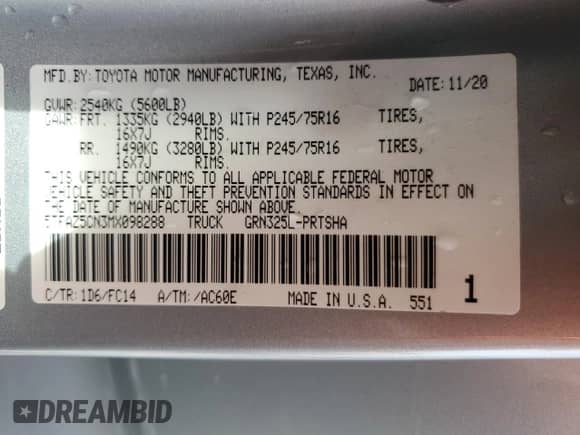 MFD.BY:TOYOTA MOTOR MANUFACTURING, TEXAS, INC.
DATE:11/20
GVWR:2540KG (5600LB)
GAWR:FRT. 1335KG (2940LB) WITH P245/75R16 TIRES,
16X7J RIMS.
RR. 1490KG (3280LB) WITH P245/75R16 TIRES,
16X7J RIMS.
THIS VEHICLE CONFORMS TO ALL APPLICABLE FEDERAL MOTOR
VEHICLE SAFETY AND THEFT PREVENTION STANDARDS IN EFFECT ON
THE DATE OF MANUFACTURE SHOWN ABOVE.
5TFAZ5CN3MX098288 TRUCK GRN325L-PRTSHA
C/TR:1D6/FC14 A/TM:/AC60E MADE IN U.S.A. 551
1
DREAMBID